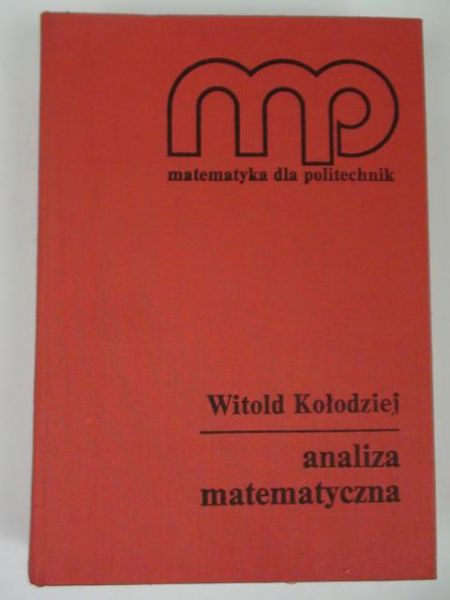 mp
matematyka dla politechnik
Witold Kołodziej
analiza
matematyczna